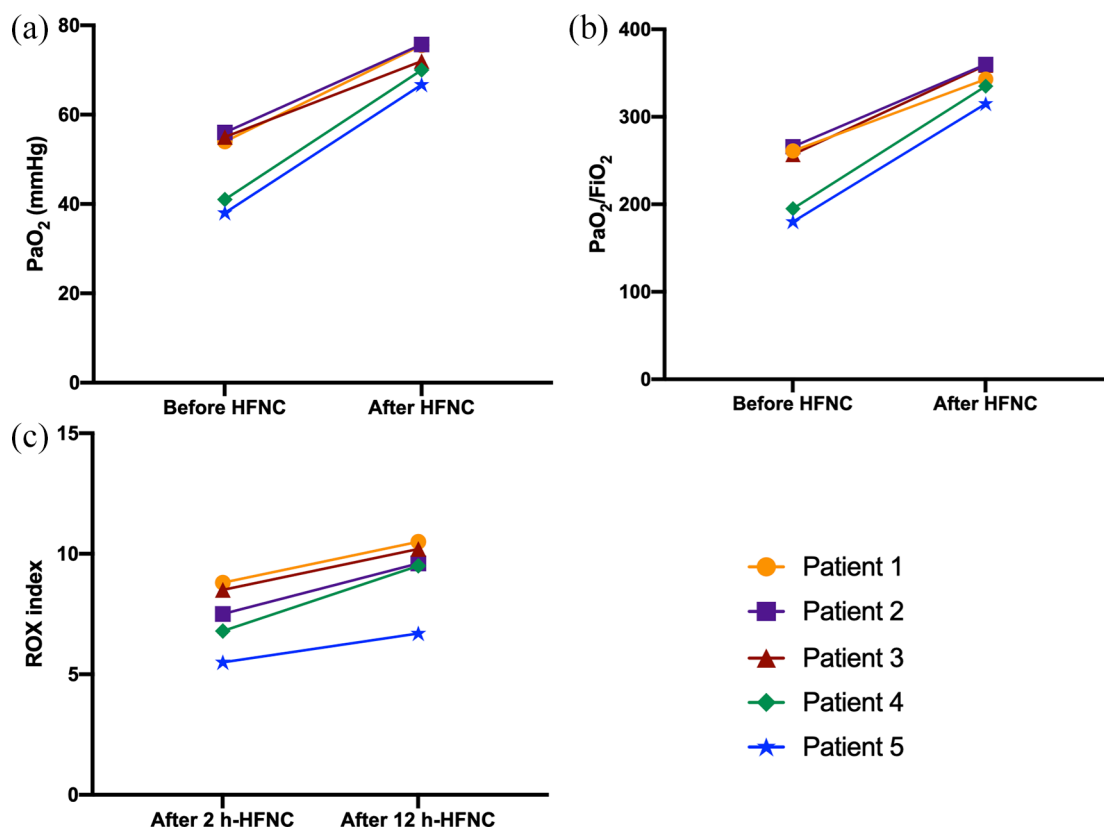 (a)
PaO₂ (mmHg)
80
60
40
20
0
Before HFNC After HFNC
(b)
PaO₂/FiO₂
400
300
200
100
0
Before HFNC After HFNC
(c)
ROX index
15
10
5
0
After 2 h-HFNC After 12 h-HFNC
Patient 1
Patient 2
Patient 3
Patient 4
Patient 5